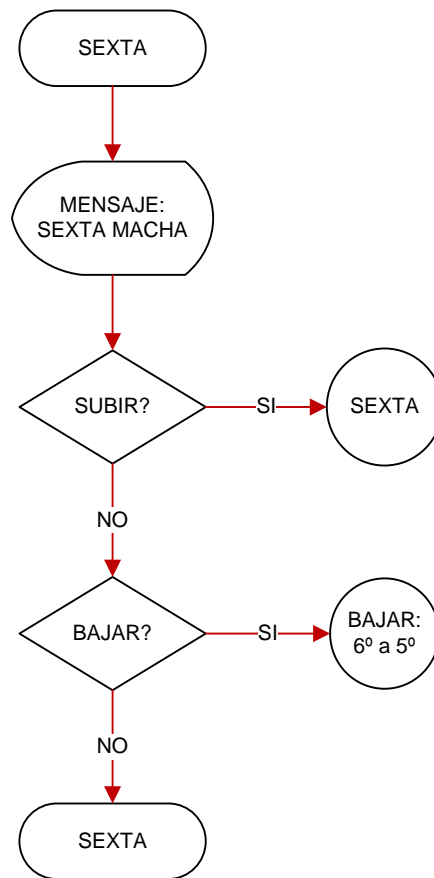 SEXTA
MENSAJE:
SEXTA MACHA
SUBIR?
SI
SEXTA
NO
BAJAR?
SI
BAJAR:
6º a 5º
NO
SEXTA